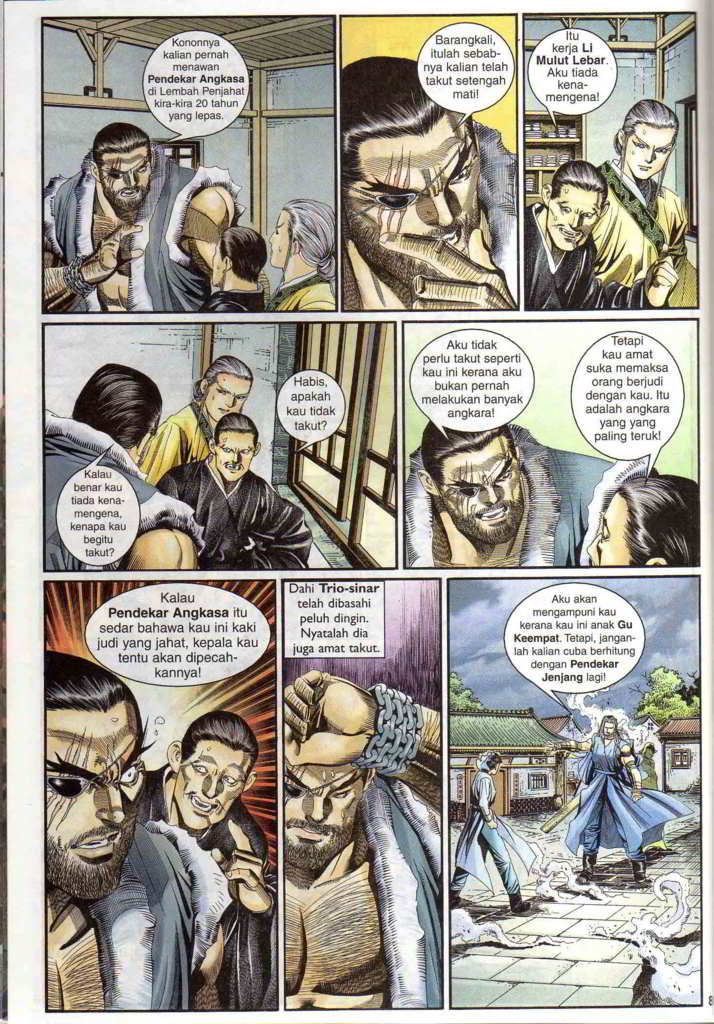 Kononnya
kalian pernah
menawan
Pendekar Angkasa
di Lembah Penjahat
kira-kira 20 tahun
yang lepas.
Barangkali,
itulah sebab-
nya kalian telah
takut setengah
mati!
Itu
kerja Li
Mulut Lebar.
Aku tiada
kena-
mengena!
Kalau
benar kau
tiada kena-
mengena,
kenapa kau
begitu
takut?
Habis,
apakah
kau tidak
takut?
Aku tidak
perlu takut seperti
kau ini kerana aku
bukan pernah
melakukan banyak
angkara!
Tetapi
kau amat
suka memaksa
orang berjudi
dengan kau. Itu
adalah angkara
yang yang
paling teruk!
Kalau
Pendekar Angkasa itu
sedar bahawa kau ini kaki
judi yang jahat, kepala kau
tentu akan dipecah-
kannya!
Dahi Trio-sinar
telah dibasahi
peluh dingin.
Nyatalah dia
juga amat takut.
Aku akan
mengampuni kau
kerana kau ini anak Gu
Keempat. Tetapi, jangan-
lah kalian cuba berhitung
dengan Pendekar
Jenjang lagi!